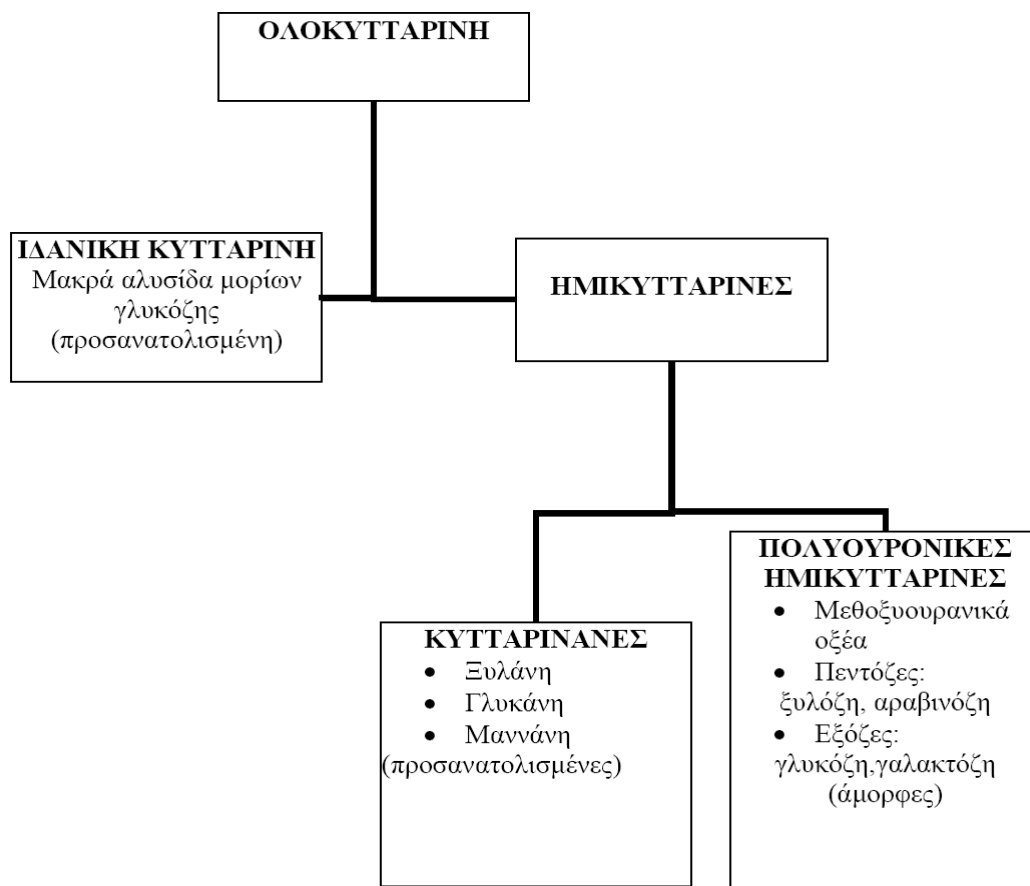 ΟΛΟΚΥΤΤΑΡΙΝΗ
ΙΔΑΝΙΚΗ ΚΥΤΤΑΡΙΝΗ
Μακρά αλυσίδα μορίων
γλυκόζης
(προσανατολισμένη)
ΗΜΙΚΥΤΤΑΡΙΝΕΣ
ΚΥΤΤΑΡΙΝΑΝΕΣ
• Ξυλάνη
• Γλυκάνη
• Μαννάνη
(προσανατολισμένες)
ΠΟΛΥΟΥΡΟΝΙΚΕΣ
ΗΜΙΚΥΤΤΑΡΙΝΕΣ
• Μεθοξυουρανικά
οξέα
• Πεντόζες:
ξυλόζη, αραβινόζη
• Εξόζες:
γλυκόζη,γαλακτόζη
(άμορφες)